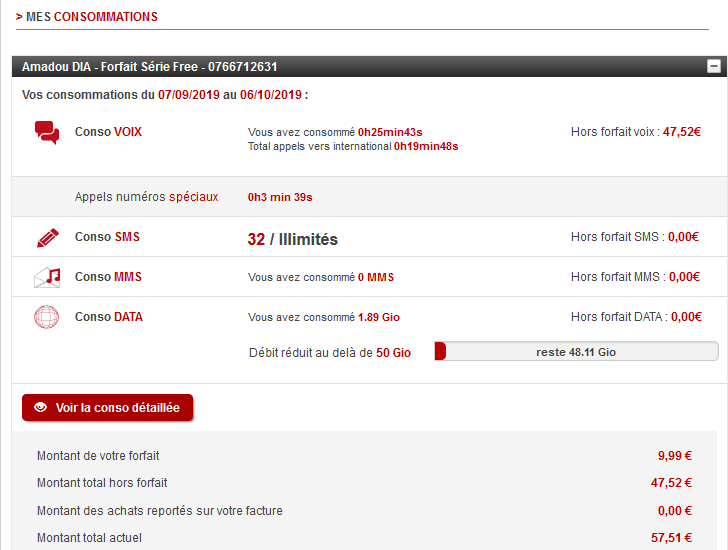 > MES CONSOMMATIONS
Amadou DIA - Forfait Série Free - 0766712631
Vos consommations du 07/09/2019 au 06/10/2019 :
Conso VOIX
Vous avez consommé 0h25min43s
Total appels vers international 0h19min48s
Hors forfait voix : 47,52€
Appels numéros spéciaux
0h3 min 39s
Conso SMS
32 / Illimités
Hors forfait SMS : 0,00€
Conso MMS
Vous avez consommé 0 MMS
Hors forfait MMS : 0,00€
Conso DATA
Vous avez consommé 1.89 Gio
Hors forfait DATA : 0,00€
Débit réduit au delà de 50 Gio
reste 48.11 Gio
Voir la conso détaillée
Montant de votre forfait
9,99 €
Montant total hors forfait
47,52 €
Montant des achats reportés sur votre facture
0,00 €
Montant total actuel
57,51 €